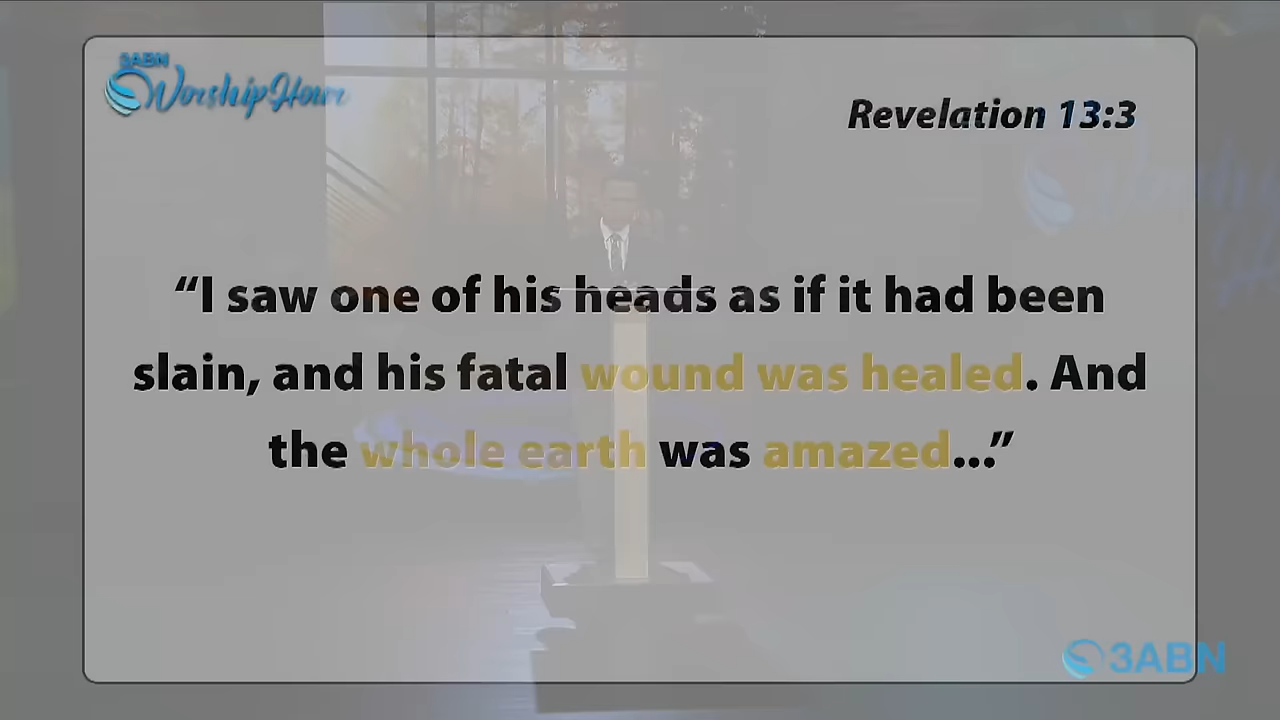 3ABN
Worship Hour
Revelation 13:3
“I saw one of his heads as if it had been
slain, and his fatal wound was healed. And
the whole earth was amazed...”
3ABN